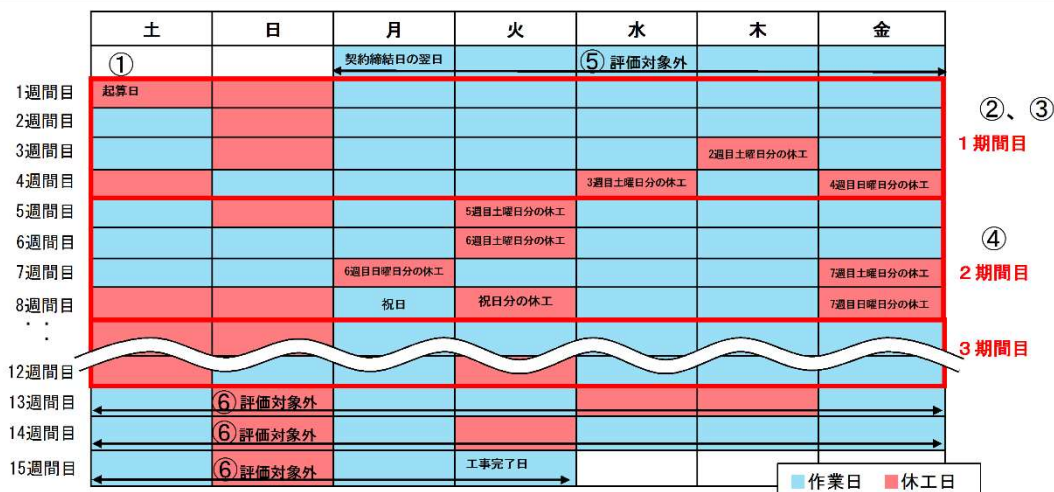 土 日 月 火 水 木 金
① 契約締結日の翌日 ⑤ 評価対象外
1週間目 起算日
②、③
2週間目
1期間目
3週間目 2週目土曜日分の休工
4週間目 3週目土曜日分の休工 4週目日曜日分の休工
5週間目 5週目土曜日分の休工
6週間目 6週目土曜日分の休工
④
7週間目 6週目日曜日分の休工 7週目土曜日分の休工
2期間目
8週間目 祝日 祝日分の休工 7週目日曜日分の休工
・・
3期間目
12週間目
13週間目 ⑥ 評価対象外
14週間目 ⑥ 評価対象外
15週間目 ⑥ 評価対象外 工事完了日
作業日 休工日